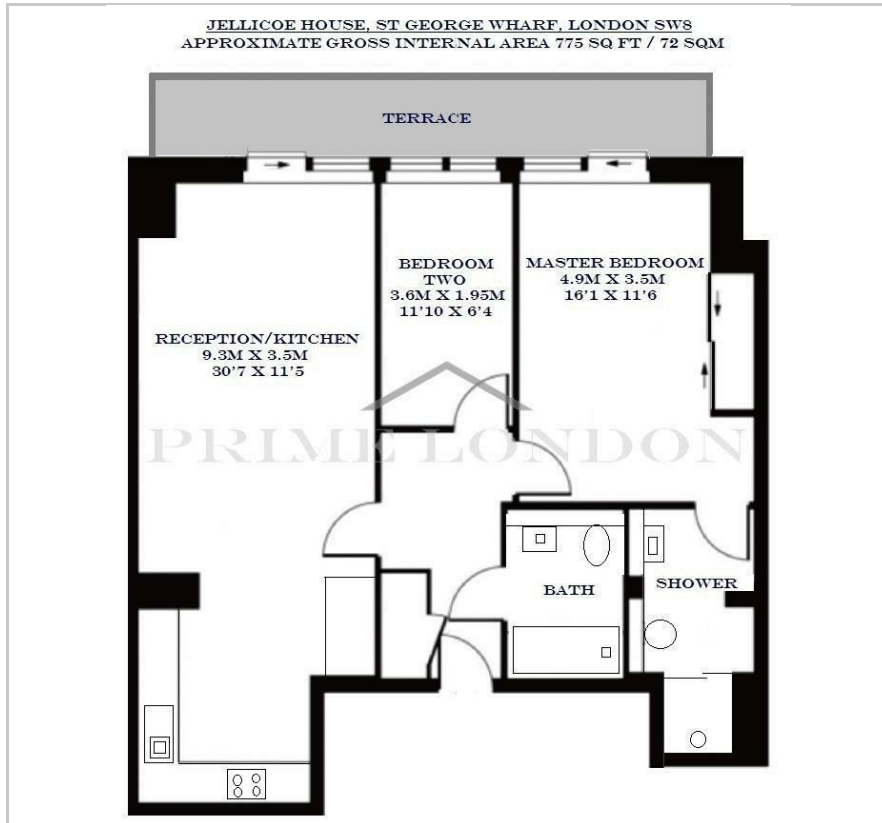 JELLICOE HOUSE, ST GEORGE WHARF, LONDON SW8
APPROXIMATE GROSS INTERNAL AREA 775 SQ FT / 72 SQM
TERRACE
BEDROOM
TWO
3.6M X 1.95M
11'10 X 6'4
MASTER BEDROOM
4.9M X 3.5M
16'1 X 11'6
RECEPTION/KITCHEN
9.3M X 3.5M
30'7 X 11'5
PRIME LONDON
BATH
SHOWER